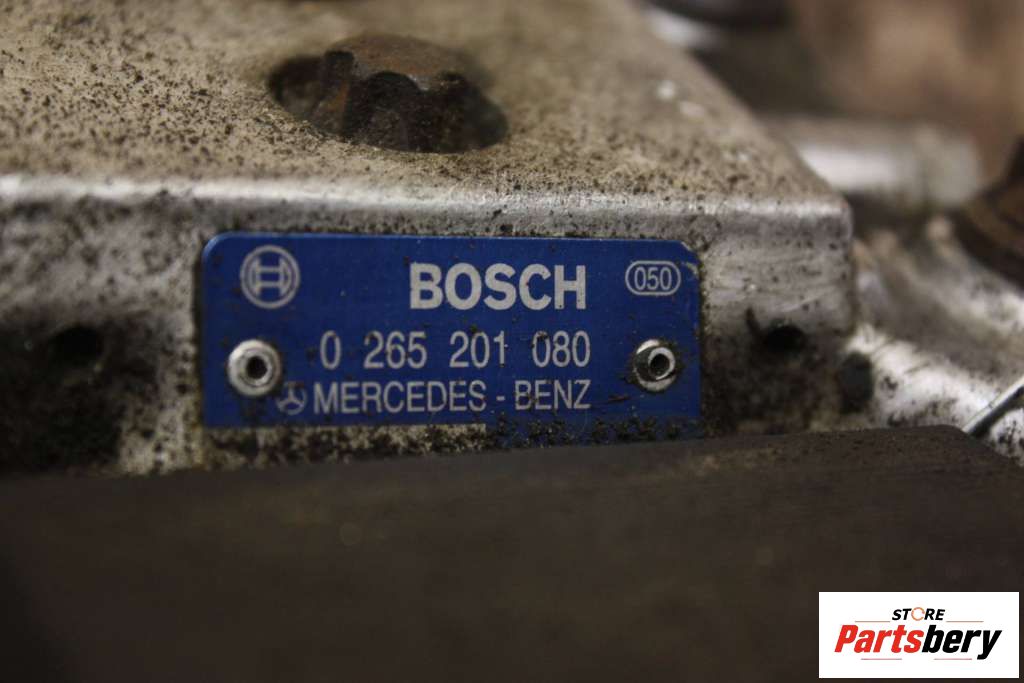 BOSCH 050
0 265 201 080
MERCEDES - BENZ
STORE
Partsbery